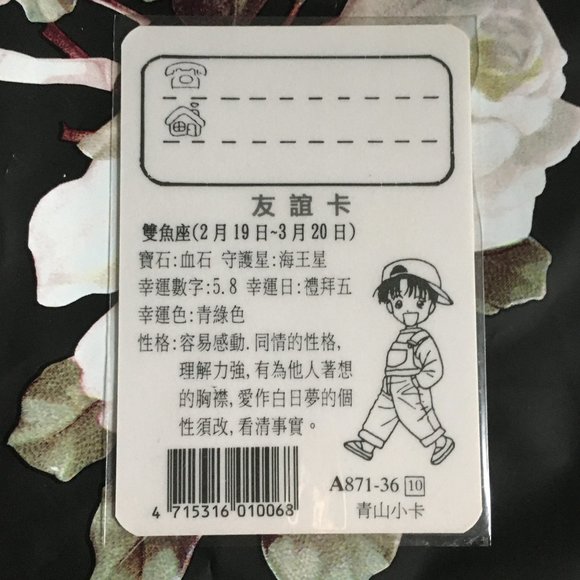 友誼卡
雙魚座(2月19日~3月20日)
寶石:血石 守護星:海王星
幸運數字:5.8 幸運日:禮拜五
幸運色:青綠色
性格:容易感動.同情的性格,
理解力強,有為他人著想
的胸襟,愛作白日夢的個
性須改,看清事實。
4 715316 010068
A871-36 10
青山小卡